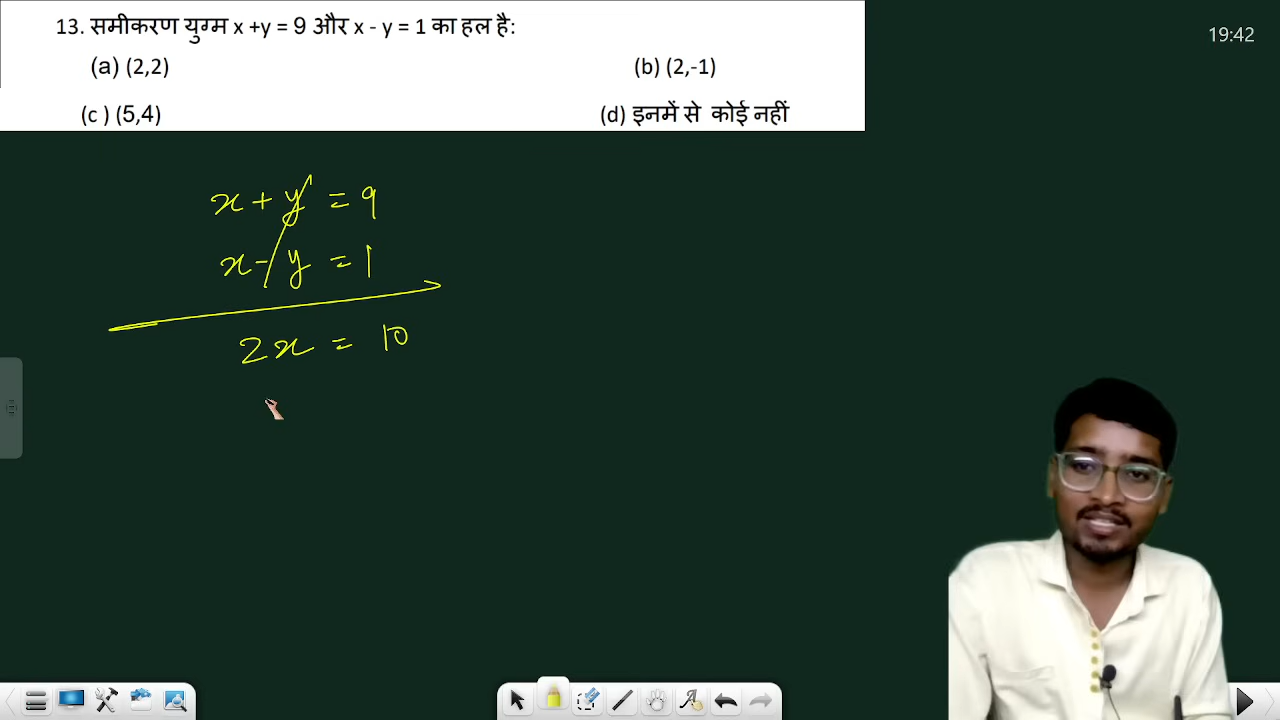 13. समीकरण युग्म x +y = 9 और x - y = 1 का हल है:
19:42
(a) (2,2) (b) (2,-1)
(c ) (5,4) (d) इनमें से कोई नहीं
x + y = 9
x - y = 1
2x = 10